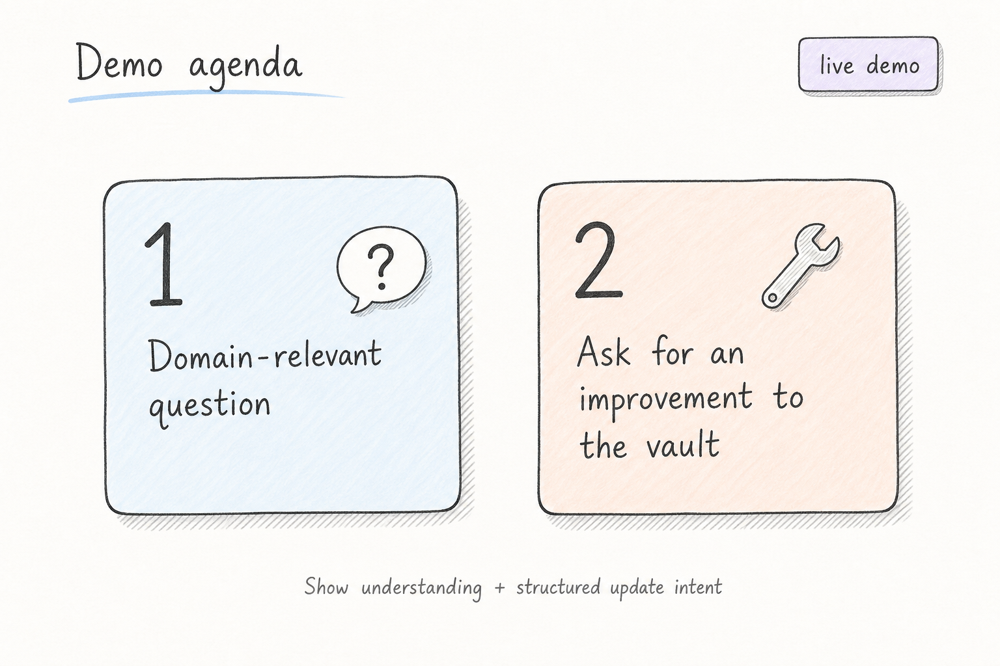 Demo agenda
live demo
1
?
Domain-relevant
question
2
Ask for an
improvement to
the vault
Show understanding + structured update intent